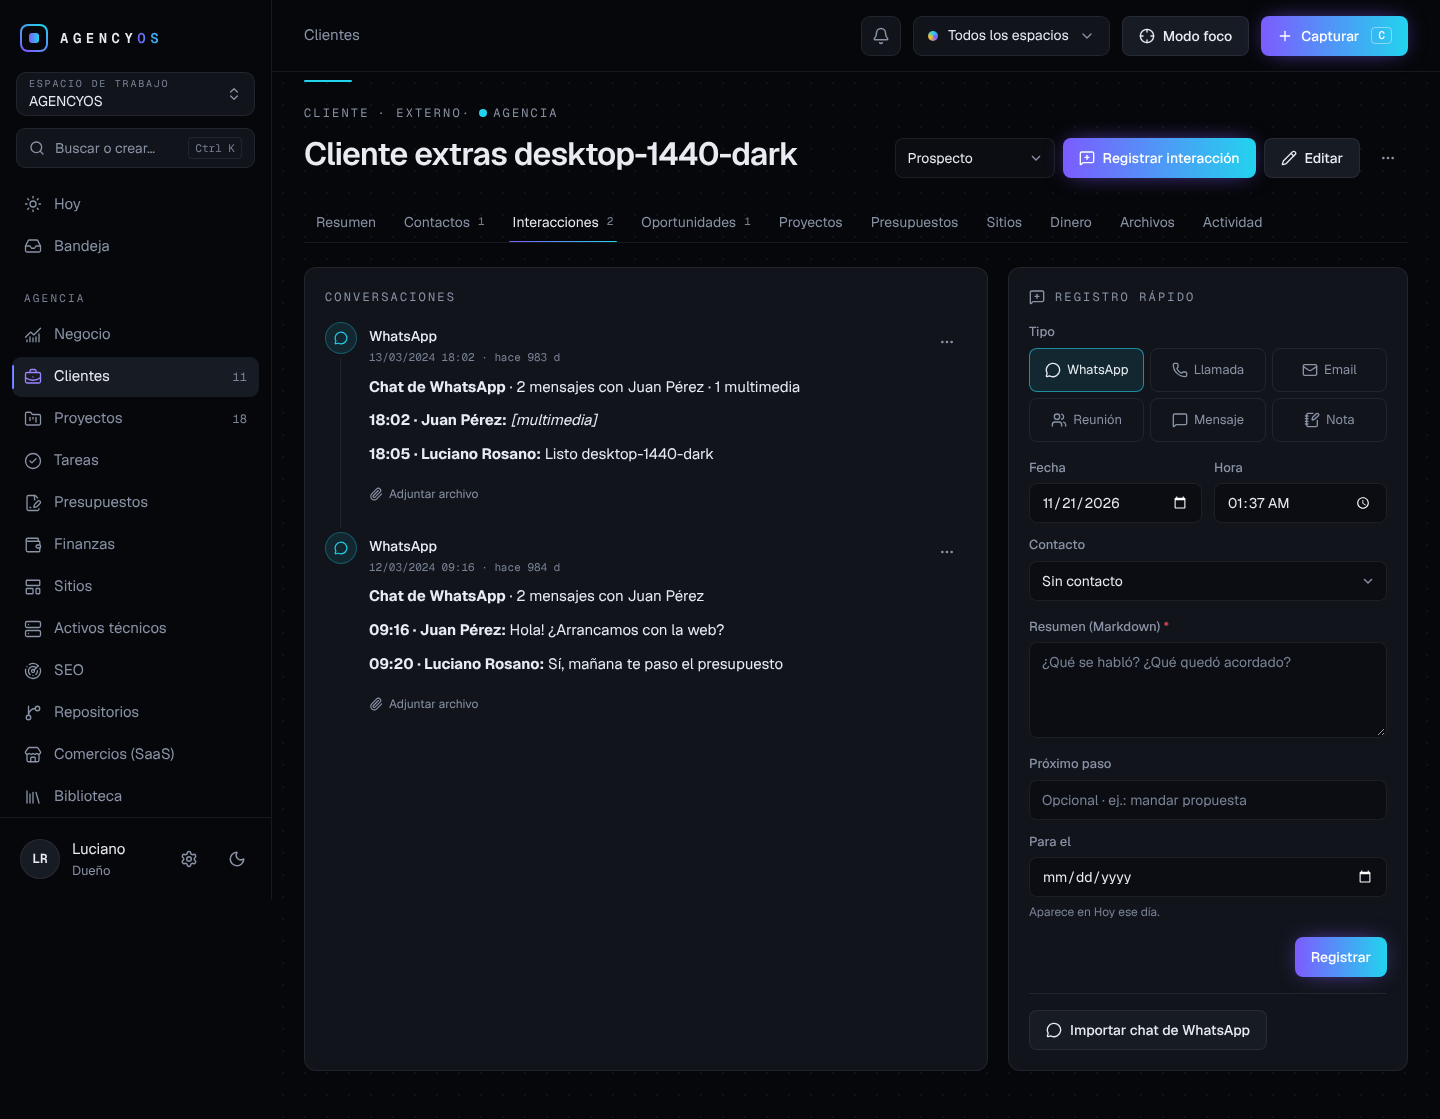 AGENCYOS
ESPACIO DE TRABAJO
AGENCYOS
Buscar o crear... Ctrl K
Hoy
Bandeja
AGENCIA
Negocio
Clientes 11
Proyectos 18
Tareas
Presupuestos
Finanzas
Sitios
Activos técnicos
SEO
Repositorios
Comercios (SaaS)
Biblioteca
LR
Luciano
Dueño
Clientes
Todos los espacios
Modo foco
Capturar C
CLIENTE · EXTERNO · AGENCIA
Cliente extras desktop-1440-dark
Prospecto
Registrar interacción
Editar
Resumen Contactos 1 Interacciones 2 Oportunidades 1 Proyectos Presupuestos Sitios Dinero Archivos Actividad
CONVERSACIONES
WhatsApp
13/03/2024 18:02 · hace 983 d
Chat de WhatsApp · 2 mensajes con Juan Pérez · 1 multimedia
18:02 · Juan Pérez: [multimedia]
18:05 · Luciano Rosano: Listo desktop-1440-dark
Adjuntar archivo
WhatsApp
12/03/2024 09:16 · hace 984 d
Chat de WhatsApp · 2 mensajes con Juan Pérez
09:16 · Juan Pérez: Hola! ¿Arrancamos con la web?
09:20 · Luciano Rosano: Sí, mañana te paso el presupuesto
Adjuntar archivo
REGISTRO RÁPIDO
Tipo
WhatsApp Llamada Email
Reunión Mensaje Nota
Fecha Hora
11/21/2026 01:37 AM
Contacto
Sin contacto
Resumen (Markdown) *
¿Qué se habló? ¿Qué quedó acordado?
Próximo paso
Opcional · ej.: mandar propuesta
Para el
mm/dd/yyyy
Aparece en Hoy ese día.
Registrar
Importar chat de WhatsApp